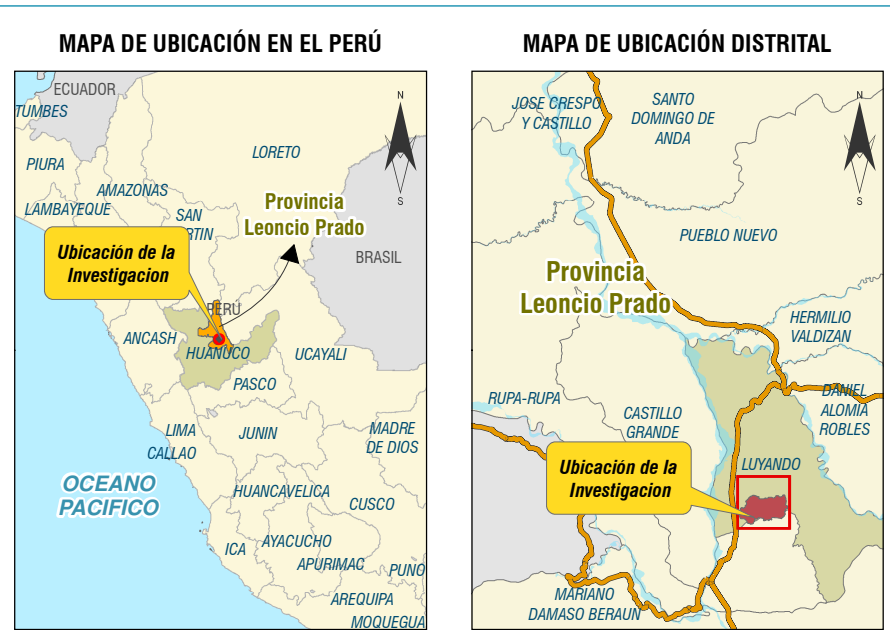 MAPA DE UBICACIÓN EN EL PERÚ
ECUADOR
N
TUMBES
S
LORETO
PIURA
AMAZONAS
LAMBAYEQUE
SAN
RTIN
Provincia
Leoncio Prado
BRASIL
Ubicación de la
Investigacion
PERÚ
ANCASH
HUANUCO
UCAYALI
PASCO
LIMA
CALLAO
JUNIN
MADRE
DE DIOS
OCEANO
PACIFICO
HUANCAVELICA
CUSCO
ICA
AYACUCHO
APURIMAC
PUNO
AREQUIPA
MOQUEGUA
MAPA DE UBICACIÓN DISTRITAL
JOSE CRESPO
Y CASTILLO
SANTO
DOMINGO DE
ANDA
N
S
PUEBLO NUEVO
Provincia
Leoncio Prado
HERMILIO
VALDIZAN
RUPA-RUPA
CASTILLO
GRANDE
DANIEL
ALOMIA
ROBLES
LUYANDO
Ubicación de la
Investigacion
MARIANO
DAMASO BERAUN